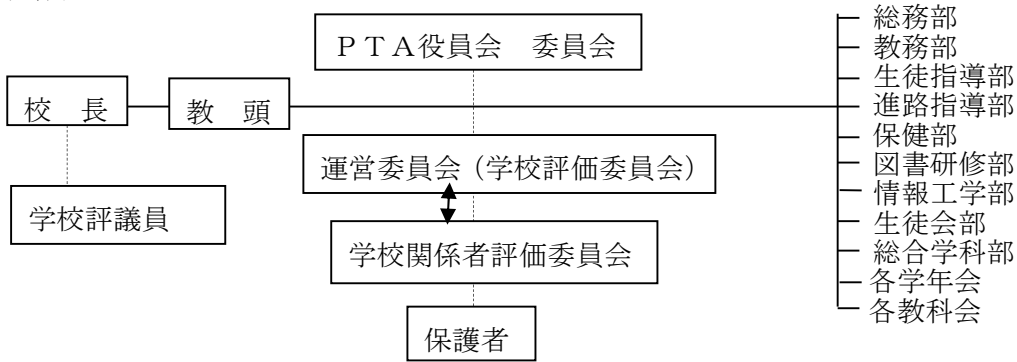 ＰＴＡ役員会　委員会
校　長
教　頭
運営委員会（学校評価委員会）
学校評議員
学校関係者評価委員会
保護者
総務部
教務部
生徒指導部
進路指導部
保健部
図書研修部
情報工学部
生徒会部
総合学科部
各学年会
各教科会